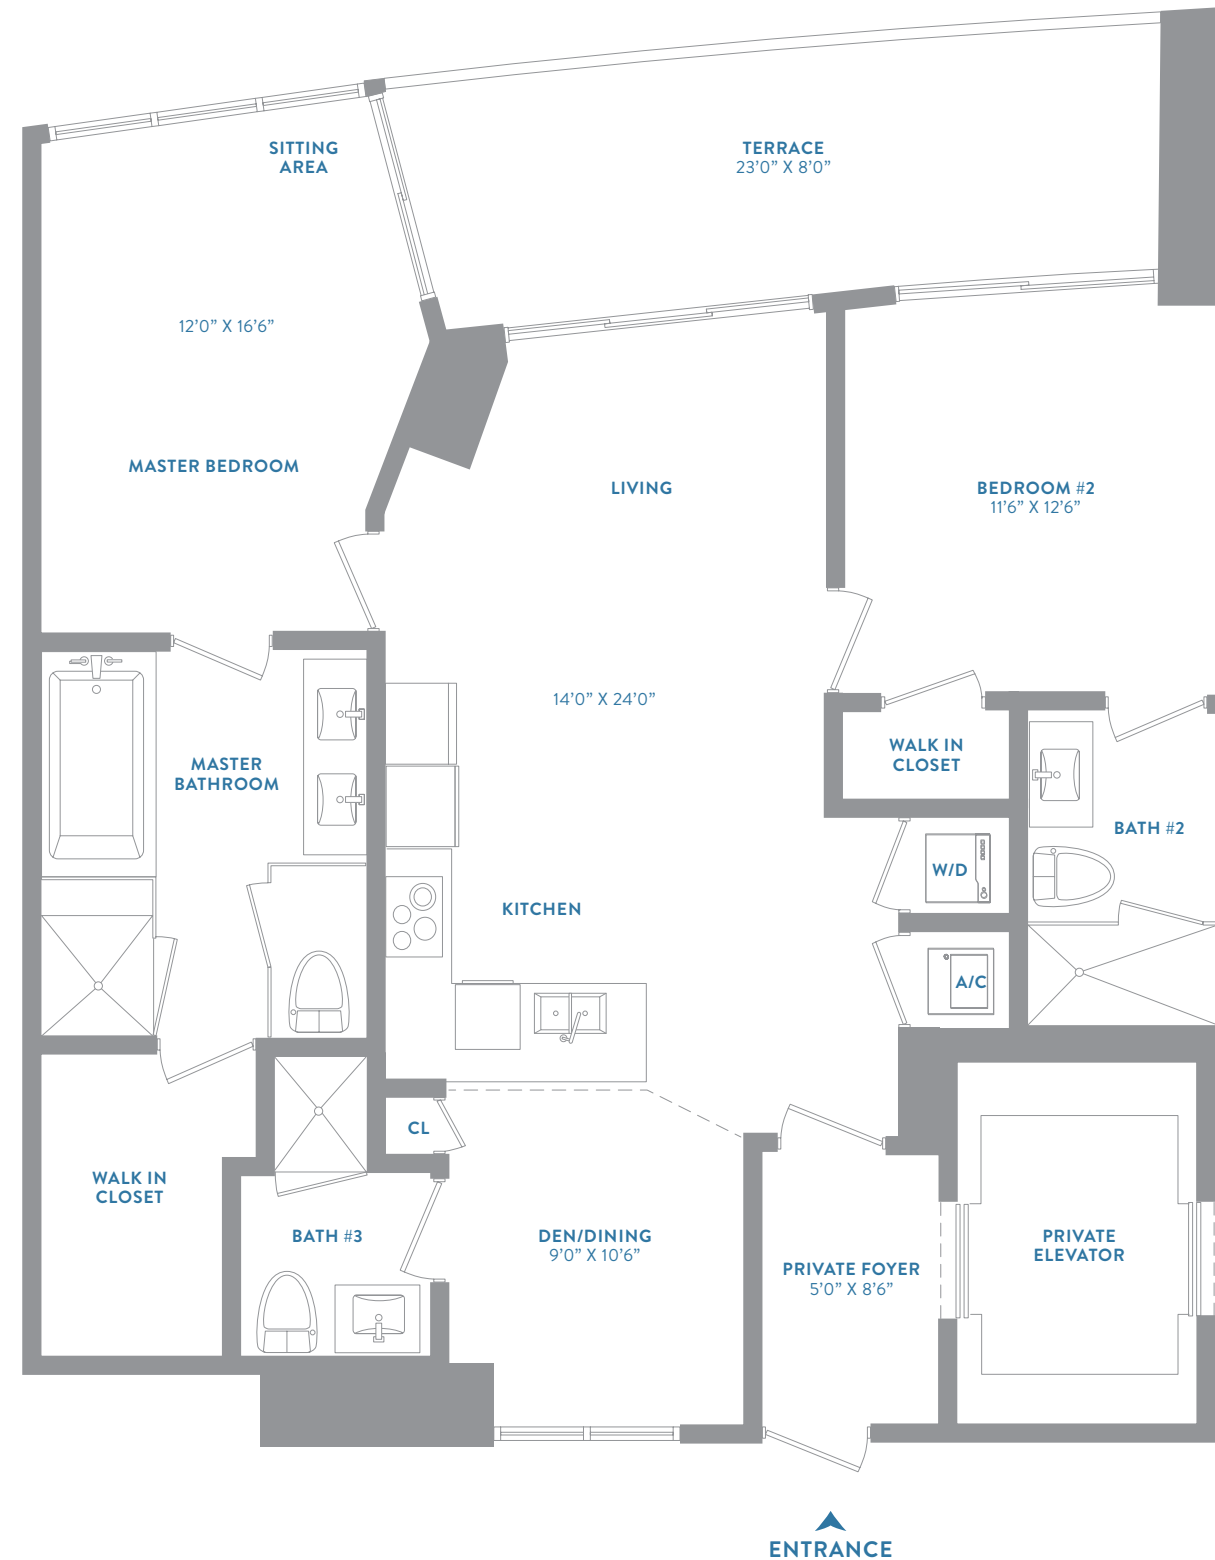 SITTING
AREA
TERRACE
23’0” X 8’0”
12’0” X 16’6”
MASTER BEDROOM
LIVING
BEDROOM #2
11’6” X 12’6”
14’0” X 24’0”
WALK IN
CLOSET
MASTER
BATHROOM
BATH #2
W/D
KITCHEN
A/C
CL
WALK IN
CLOSET
BATH #3
DEN/DINING
9’0” X 10’6”
PRIVATE FOYER
5’0” X 8’6”
PRIVATE
ELEVATOR
ENTRANCE